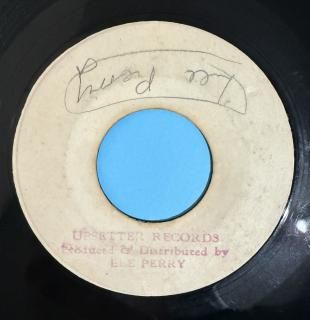 Lee Perry
UPSETTER RECORDS
Produced & Distributed by
LEE PERRY